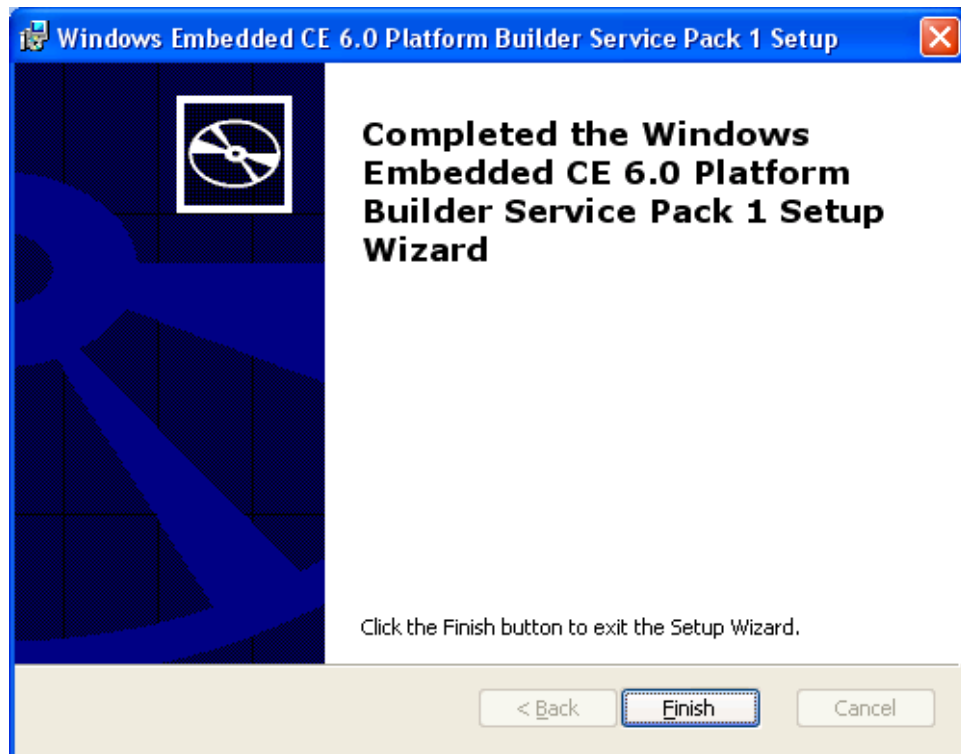 Windows Embedded CE 6.0 Platform Builder Service Pack 1 Setup
Completed the Windows
Embedded CE 6.0 Platform
Builder Service Pack 1 Setup
Wizard
Click the Finish button to exit the Setup Wizard.
< Back Finish Cancel